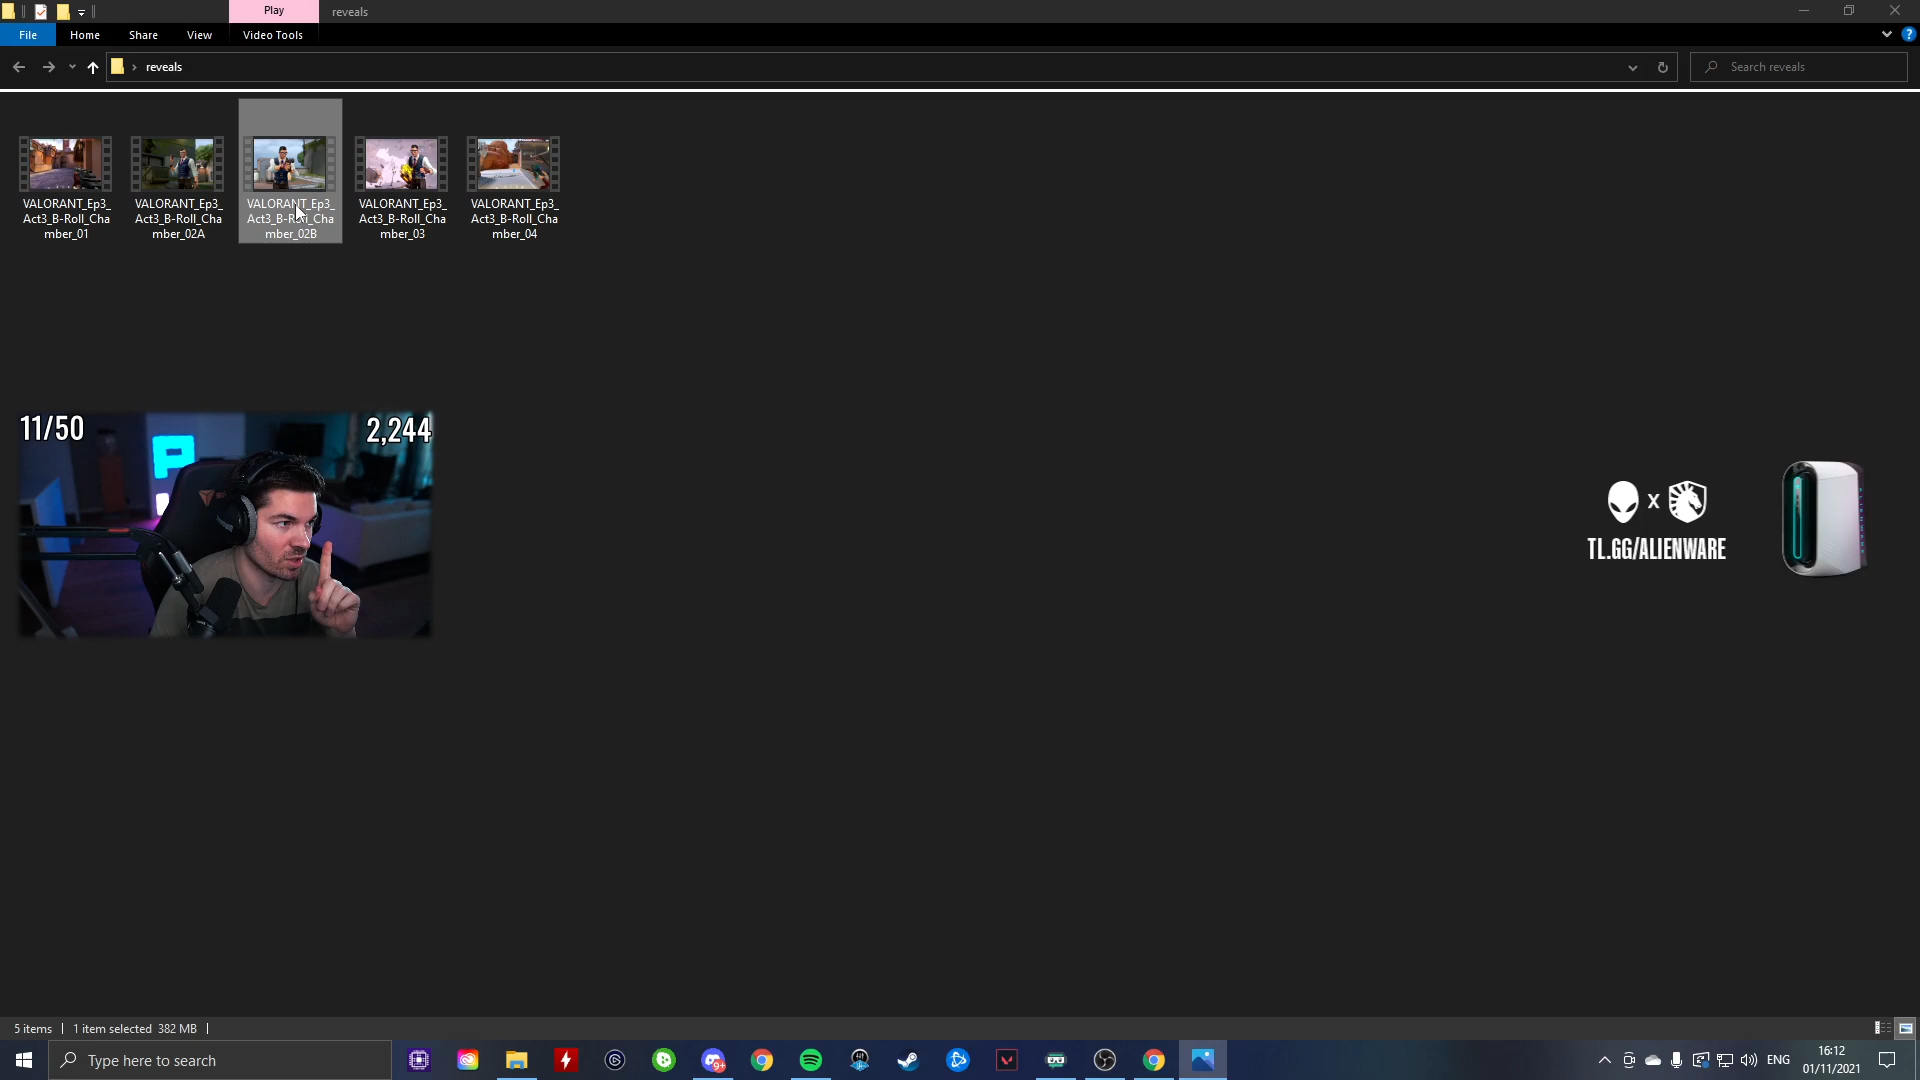 Play
reveals
File
Home
Share
View
Video Tools
?
reveals
Search reveals
VALORANT_Ep3_
Act3_B-Roll_Cha
mber_01
VALORANT_Ep3_
Act3_B-Roll_Cha
mber_02A
VALORANT_Ep3_
Act3_B-Roll_Cha
mber_02B
VALORANT_Ep3_
Act3_B-Roll_Cha
mber_03
VALORANT_Ep3_
Act3_B-Roll_Cha
mber_04
11/50
2,244
P
X
TL.GG/ALIENWARE
5 items
1 item selected 382 MB
Type here to search
9+
ENG
16:12
01/11/2021